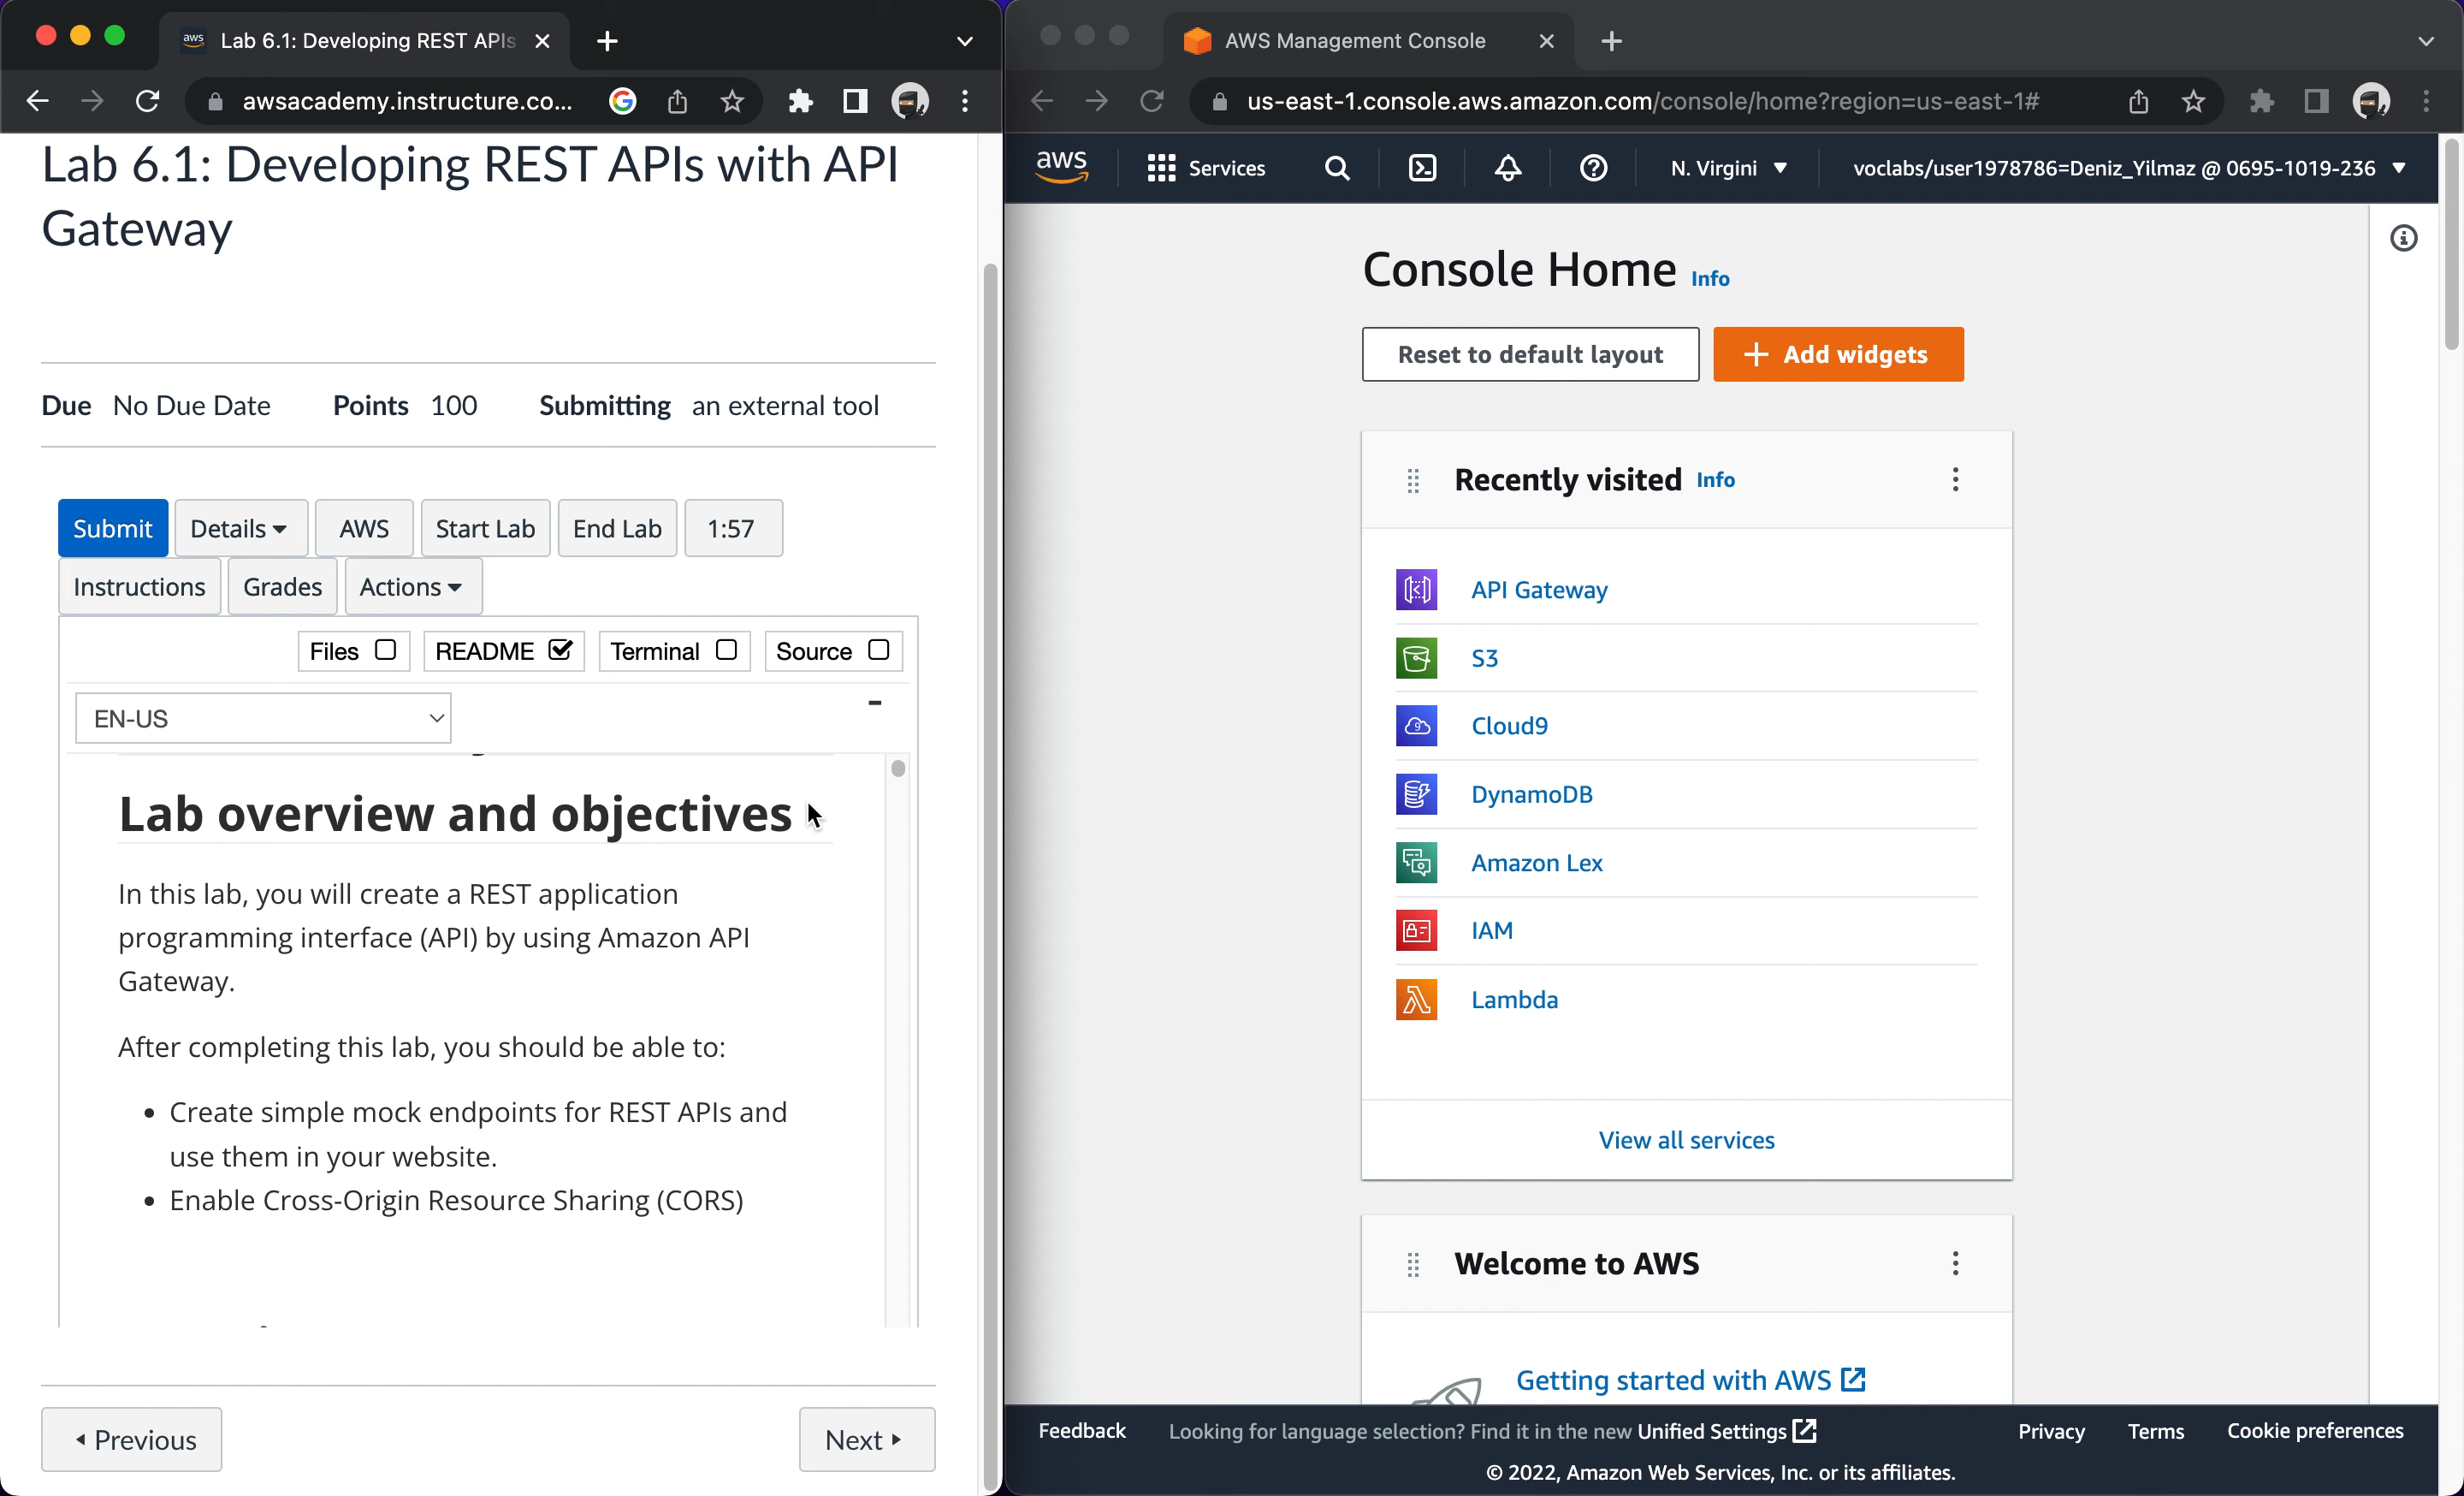 aws Lab 6.1: Developing REST APIs
awsacademy.instructure.co...
Lab 6.1: Developing REST APIs with API
Gateway
Due No Due Date Points 100 Submitting an external tool
Submit Details AWS Start Lab End Lab 1:57
Instructions Grades Actions
Files README Terminal Source
EN-US
Lab overview and objectives
In this lab, you will create a REST application
programming interface (API) by using Amazon API
Gateway.
After completing this lab, you should be able to:
• Create simple mock endpoints for REST APIs and
use them in your website.
• Enable Cross-Origin Resource Sharing (CORS)
Previous Next
AWS Management Console
us-east-1.console.aws.amazon.com/console/home?region=us-east-1#
aws Services N. Virgini voclabs/user1978786=Deniz_Yilmaz @ 0695-1019-236
Console Home Info
Reset to default layout + Add widgets
Recently visited Info
API Gateway
S3
Cloud9
DynamoDB
Amazon Lex
IAM
Lambda
View all services
Welcome to AWS
Getting started with AWS
Feedback Looking for language selection? Find it in the new Unified Settings Privacy Terms Cookie preferences
© 2022, Amazon Web Services, Inc. or its affiliates.